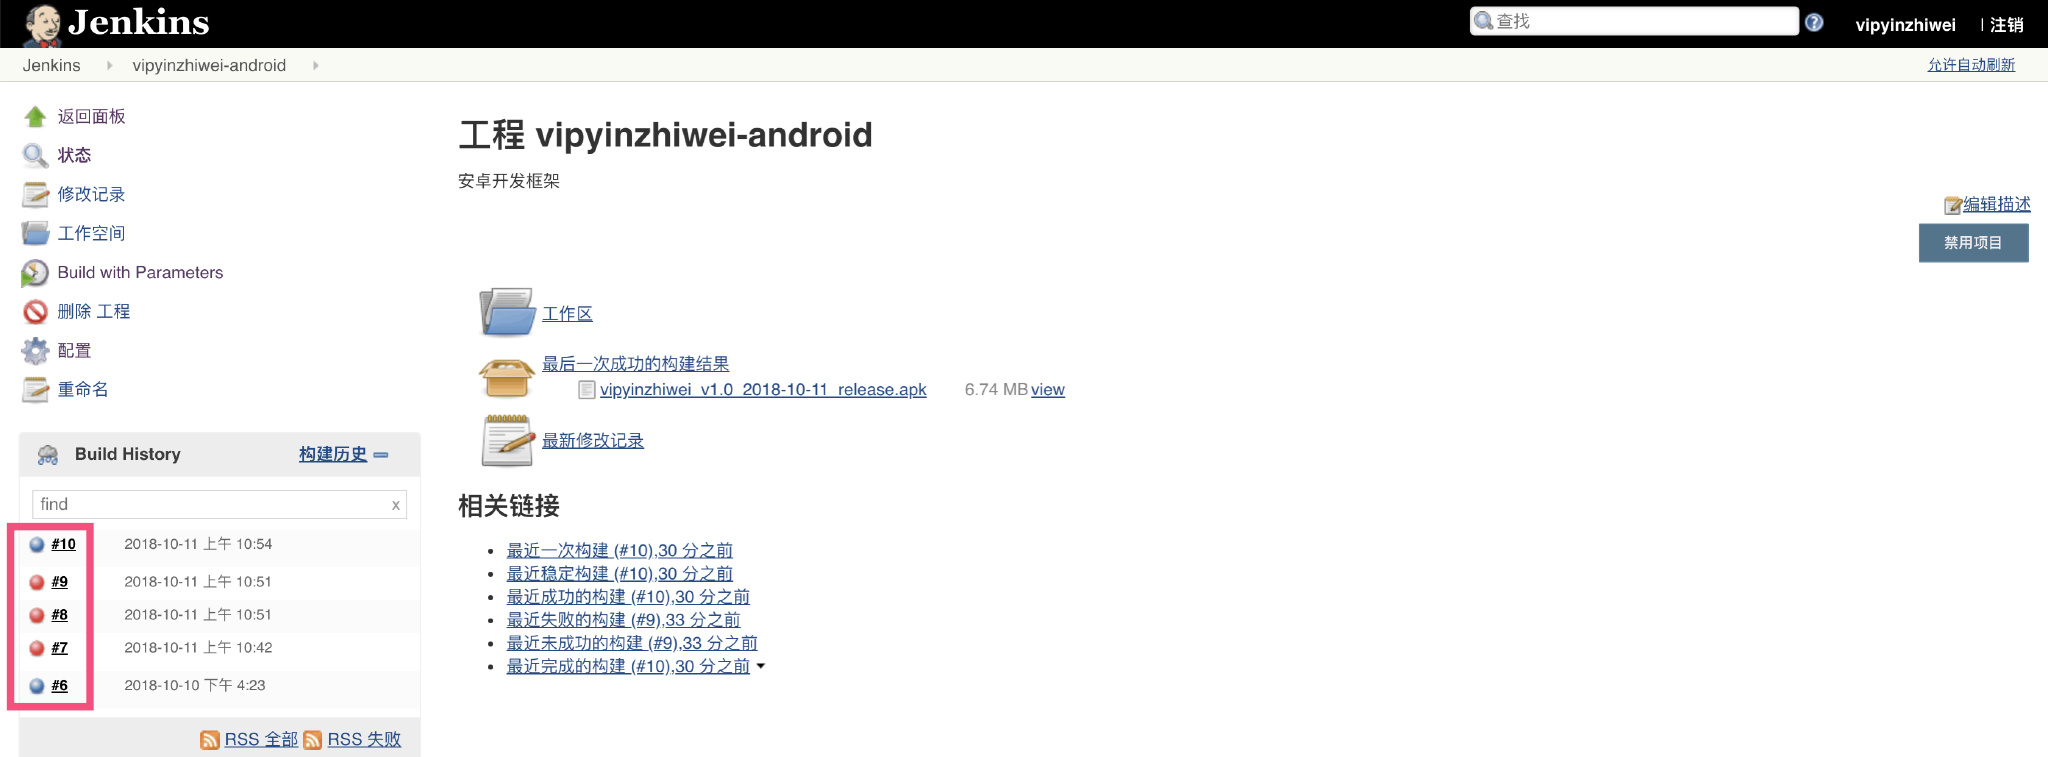 Jenkins
查找
vipyinzhiwei
| 注销
Jenkins
vipyinzhiwei-android
允许自动刷新
返回面板
状态
修改记录
工作空间
Build with Parameters
删除 工程
配置
重命名
Build History
构建历史
find
x
#10 2018-10-11 上午 10:54
#9 2018-10-11 上午 10:51
#8 2018-10-11 上午 10:51
#7 2018-10-11 上午 10:42
#6 2018-10-10 下午 4:23
RSS 全部 RSS 失败
工程 vipyinzhiwei-android
安卓开发框架
编辑描述
禁用项目
工作区
最后一次成功的构建结果
vipyinzhiwei_v1.0_2018-10-11_release.apk 6.74 MB view
最新修改记录
相关链接
最近一次构建 (#10),30 分之前
最近稳定构建 (#10),30 分之前
最近成功的构建 (#10),30 分之前
最近失败的构建 (#9),33 分之前
最近未成功的构建 (#9),33 分之前
最近完成的构建 (#10),30 分之前